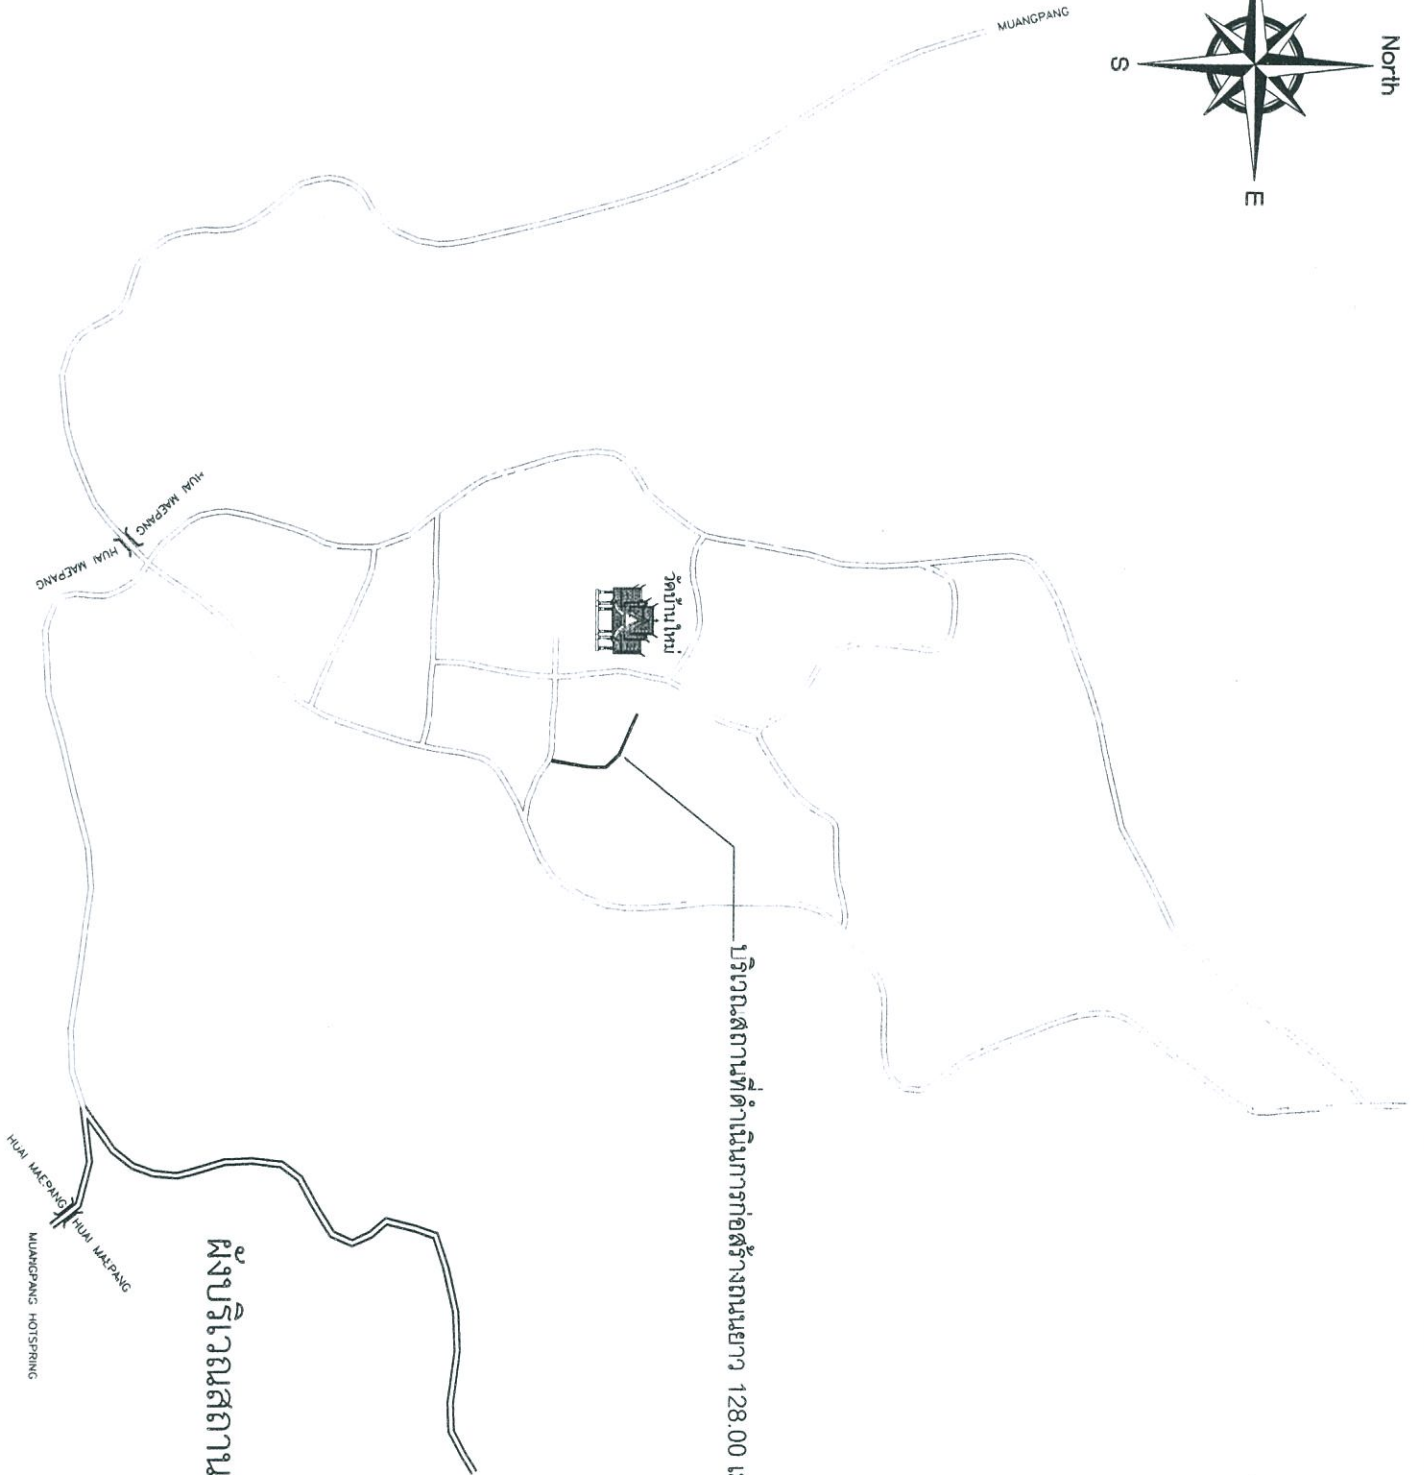 North
S
E
MUANGPANG
HUAI MAEPANG
HUAI MAEPANG
วัดบ้านใหม่
บริเวณสถานที่ดำเนินการก่อสร้างถนนยาว 128.00
HUAI MAEPANG
HUAI MAEPANG
MUANGPANG HOTSPRING
ผังบริเวณสถาน